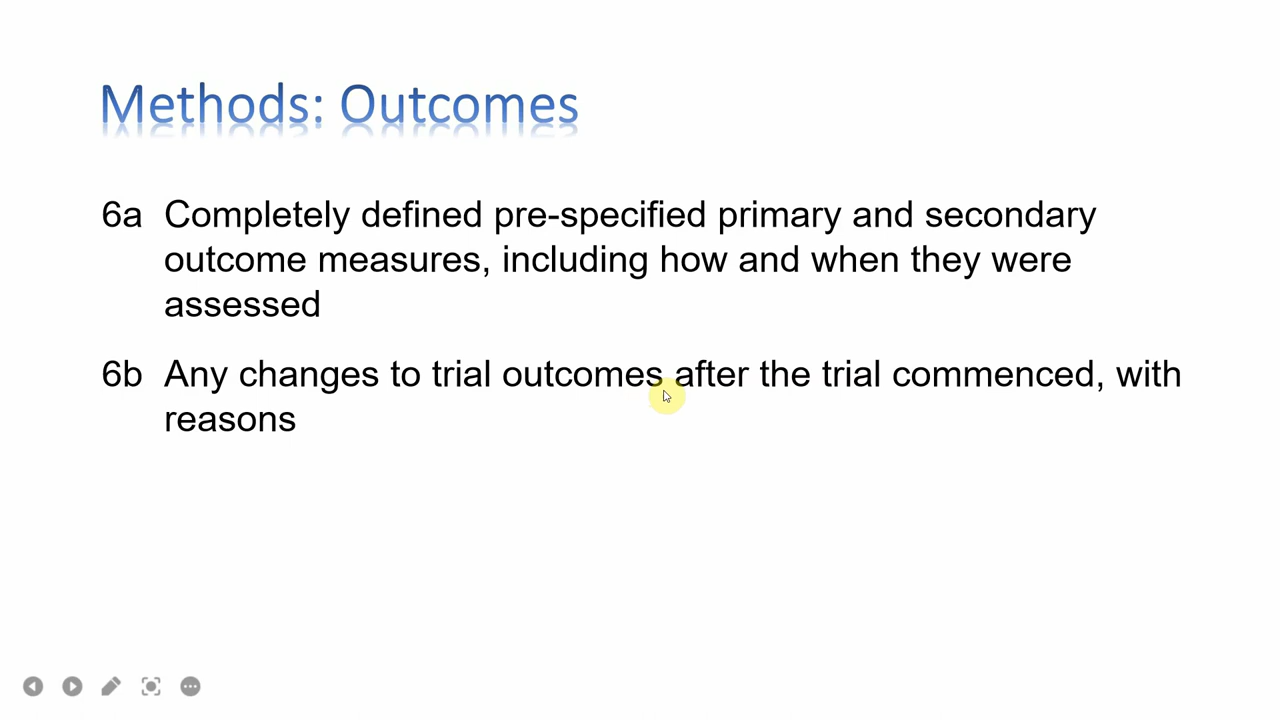 Methods: Outcomes
6a Completely defined pre-specified primary and secondary
outcome measures, including how and when they were
assessed
6b Any changes to trial outcomes after the trial commenced, with
reasons